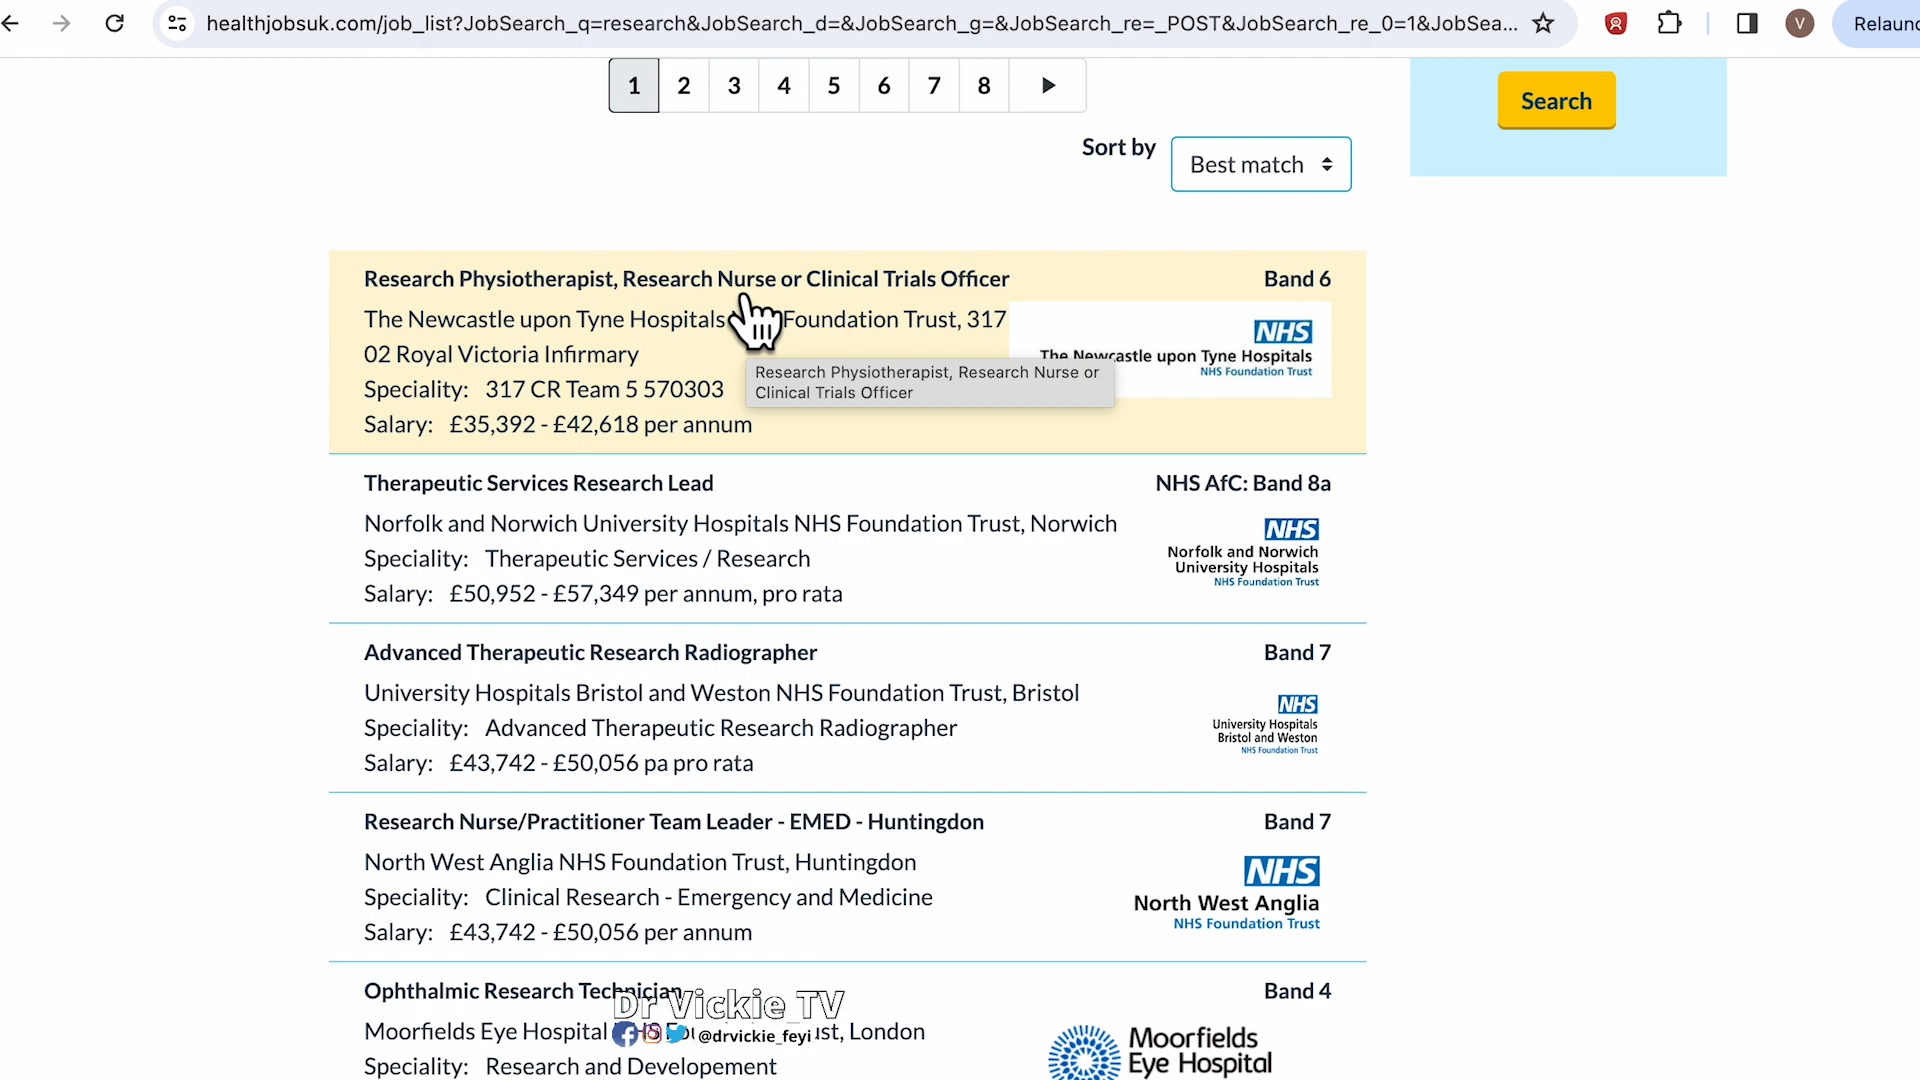 healthjobsuk.com/job_list?JobSearch_q=research&JobSearch_d=&JobSearch_g=&JobSearch_re=_POST&JobSearch_re_0=1&JobSea...
V
Relaunc
1 2 3 4 5 6 7 8
Search
Sort by
Best match
Research Physiotherapist, Research Nurse or Clinical Trials Officer
Band 6
The Newcastle upon Tyne Hospitals Foundation Trust, 317
02 Royal Victoria Infirmary
Speciality: 317 CR Team 5 570303
Salary: £35,392 - £42,618 per annum
NHS
The Newcastle upon Tyne Hospitals
NHS Foundation Trust
Research Physiotherapist, Research Nurse or
Clinical Trials Officer
Therapeutic Services Research Lead
NHS AfC: Band 8a
Norfolk and Norwich University Hospitals NHS Foundation Trust, Norwich
Speciality: Therapeutic Services / Research
Salary: £50,952 - £57,349 per annum, pro rata
NHS
Norfolk and Norwich
University Hospitals
NHS Foundation Trust
Advanced Therapeutic Research Radiographer
Band 7
University Hospitals Bristol and Weston NHS Foundation Trust, Bristol
Speciality: Advanced Therapeutic Research Radiographer
Salary: £43,742 - £50,056 pa pro rata
NHS
University Hospitals
Bristol and Weston
NHS Foundation Trust
Research Nurse/Practitioner Team Leader - EMED - Huntingdon
Band 7
North West Anglia NHS Foundation Trust, Huntingdon
Speciality: Clinical Research - Emergency and Medicine
Salary: £43,742 - £50,056 per annum
NHS
North West Anglia
NHS Foundation Trust
Ophthalmic Research Technician
Band 4
Dr Vickie TV
Moorfields Eye Hospital ust, London
@drvickie_feyi
Speciality: Research and Developement
Moorfields
Eye Hospital